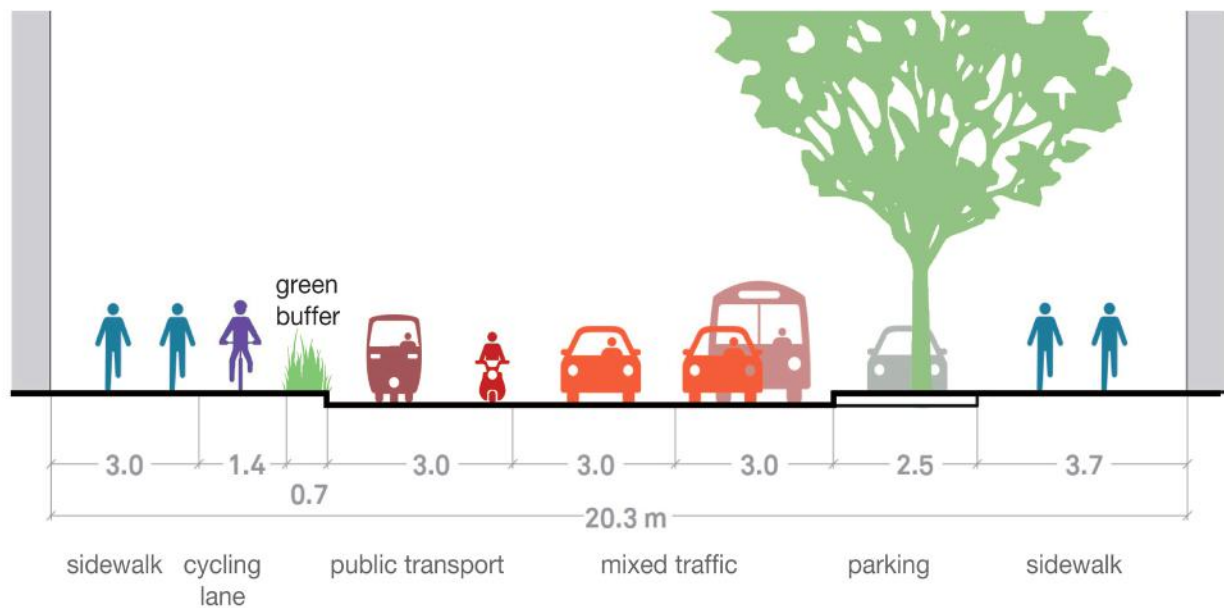 green
buffer
3.0 1.4 3.0 3.0 3.0 2.5 3.7
0.7
20.3 m
sidewalk cycling public transport mixed traffic parking sidewalk
lane